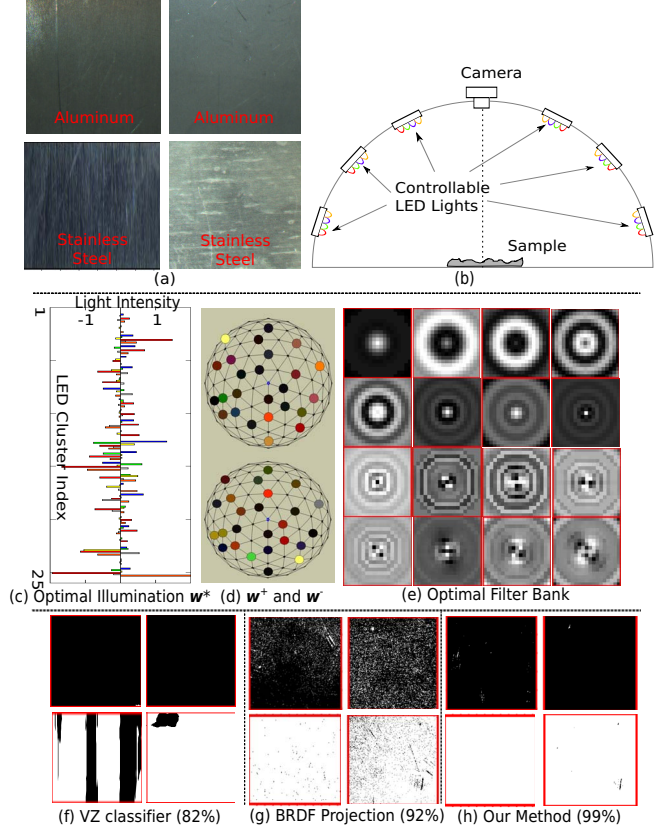 Aluminum
Aluminum
Stainless
Steel
Stainless
Steel
(a)
Camera
Controllable
LED Lights
Sample
(b)
Light Intensity
-1
1
1
LED Cluster Index
25
(c) Optimal Illumination w*
(d) w+ and w-
(e) Optimal Filter Bank
(f) VZ classifier (82%)
(g) BRDF Projection (92%)
(h) Our Method (99%)